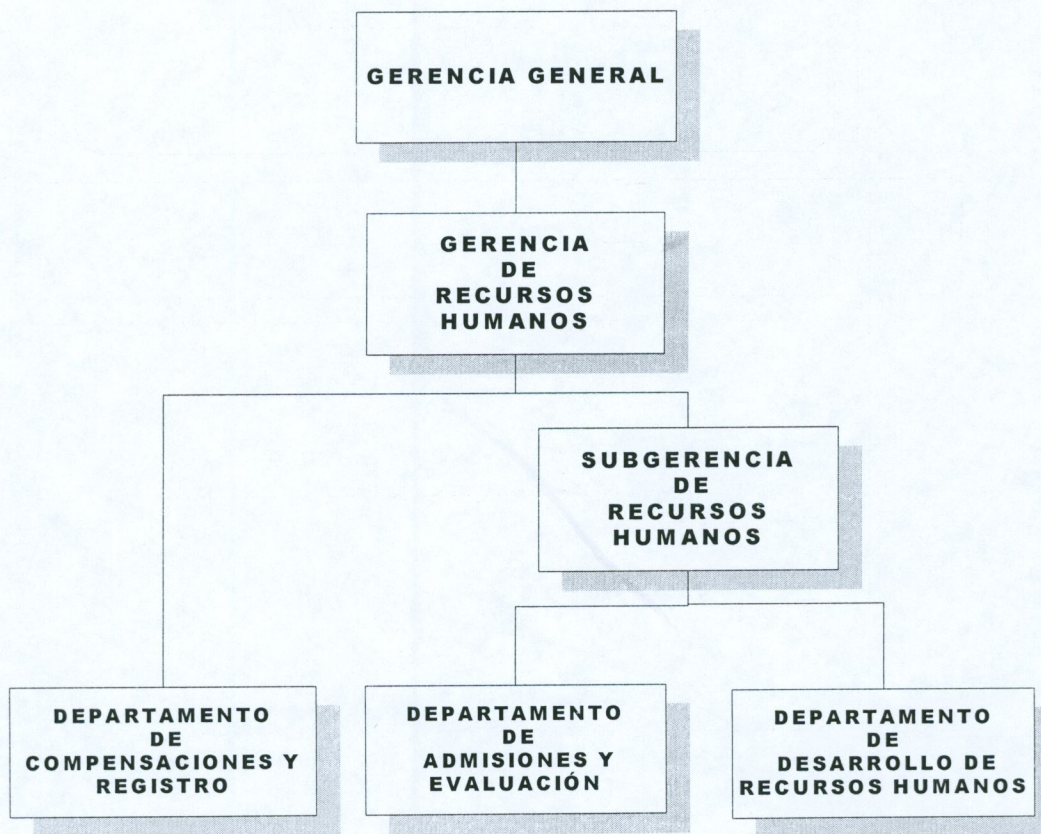 GERENCIA GENERAL
GERENCIA
DE
RECURSOS
HUMANOS
SUBGERENCIA
DE
RECURSOS
HUMANOS
DEPARTAMENTO
DE
COMPENSACIONES Y
REGISTRO
DEPARTAMENTO
DE
ADMISIONES Y
EVALUACIÓN
DEPARTAMENTO
DE
DESARROLLO DE
RECURSOS HUMANOS